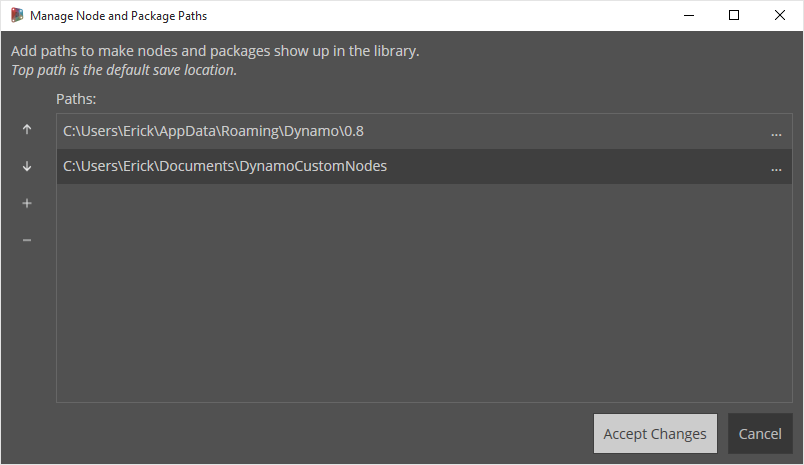 Manage Node and Package Paths
Add paths to make nodes and packages show up in the library.
Top path is the default save location.
Paths:
C:\Users\Erick\AppData\Roaming\Dynamo\0.8 ...
C:\Users\Erick\Documents\DynamoCustomNodes ...
Accept Changes Cancel